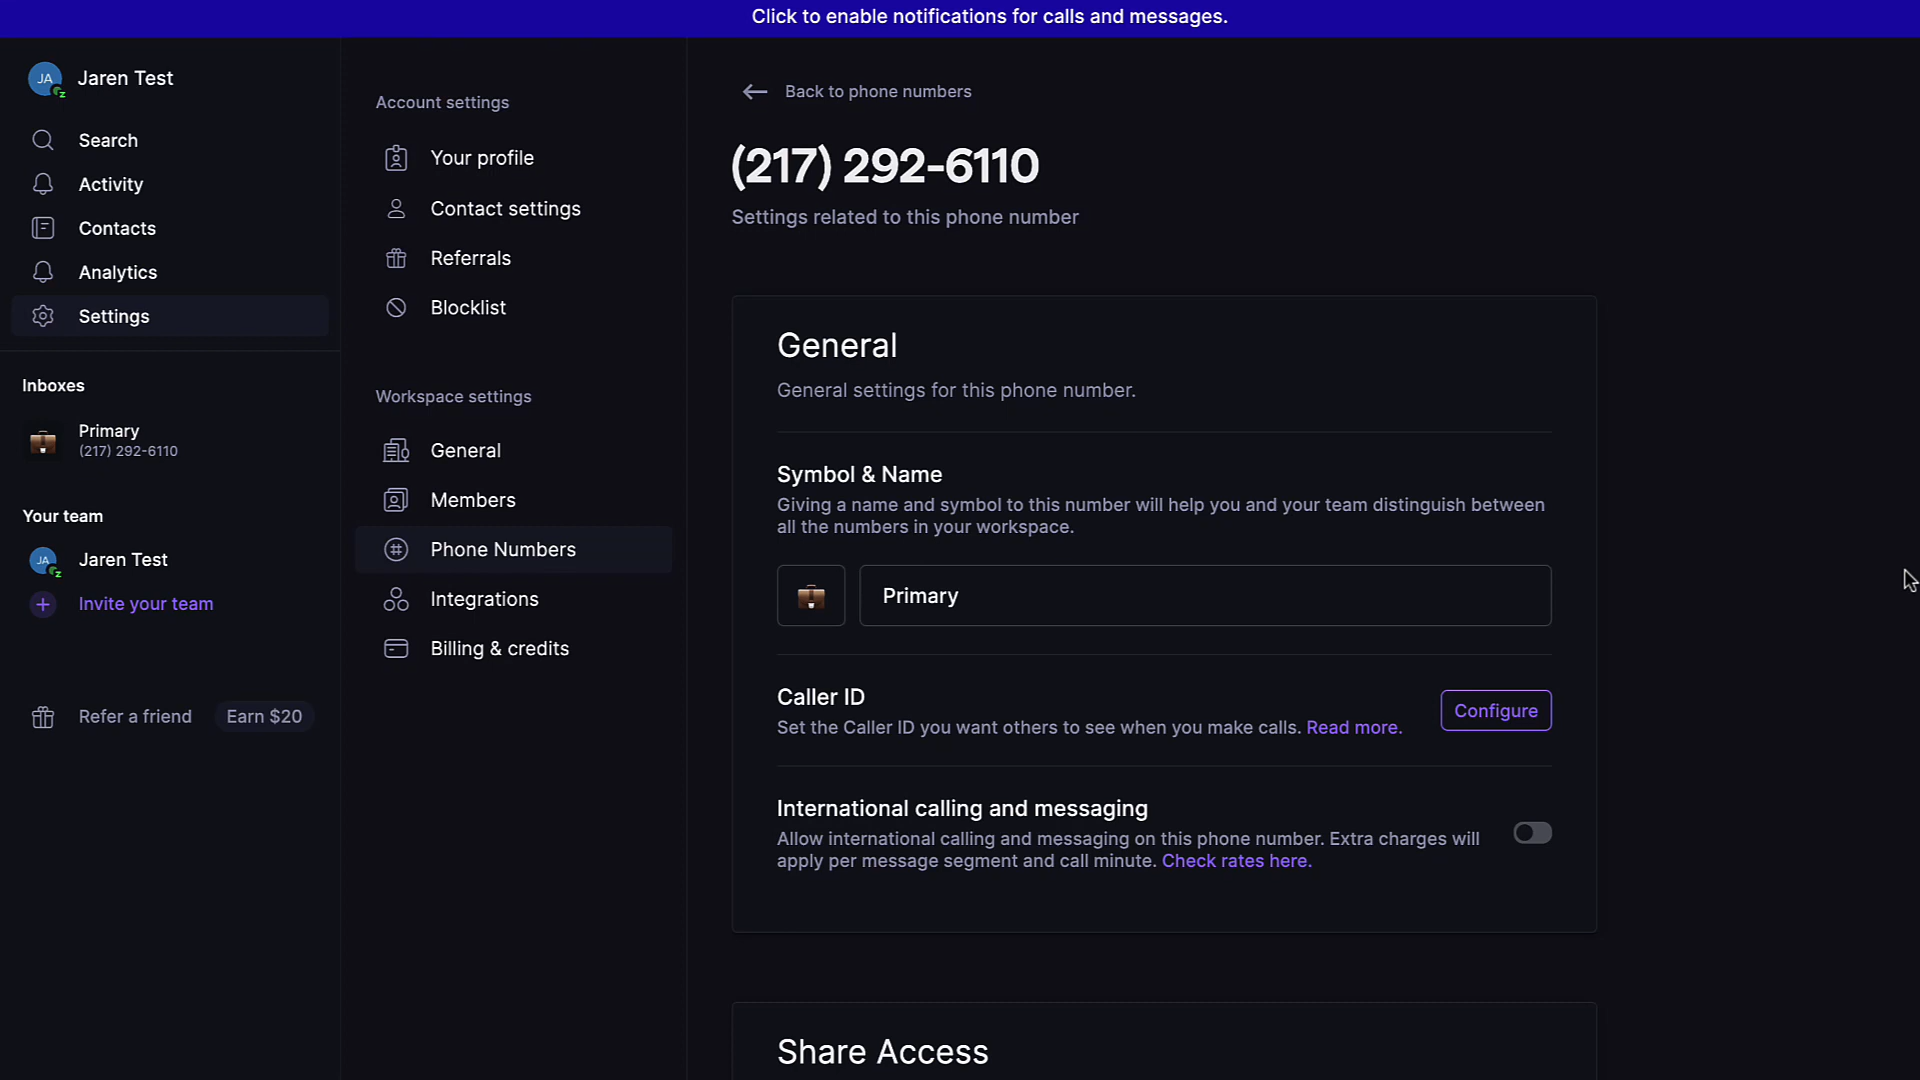 Click to enable notifications for calls and messages.
JA
Jaren Test
Search
Activity
Contacts
Analytics
Settings
Inboxes
Primary
(217) 292-6110
Your team
JA
Jaren Test
Invite your team
Refer a friend
Earn $20
Account settings
Your profile
Contact settings
Referrals
Blocklist
Workspace settings
General
Members
Phone Numbers
Integrations
Billing & credits
Back to phone numbers
(217) 292-6110
Settings related to this phone number
General
General settings for this phone number.
Symbol & Name
Giving a name and symbol to this number will help you and your team distinguish between
all the numbers in your workspace.
Primary
Caller ID
Set the Caller ID you want others to see when you make calls. Read more.
Configure
International calling and messaging
Allow international calling and messaging on this phone number. Extra charges will
apply per message segment and call minute. Check rates here.
Share Access